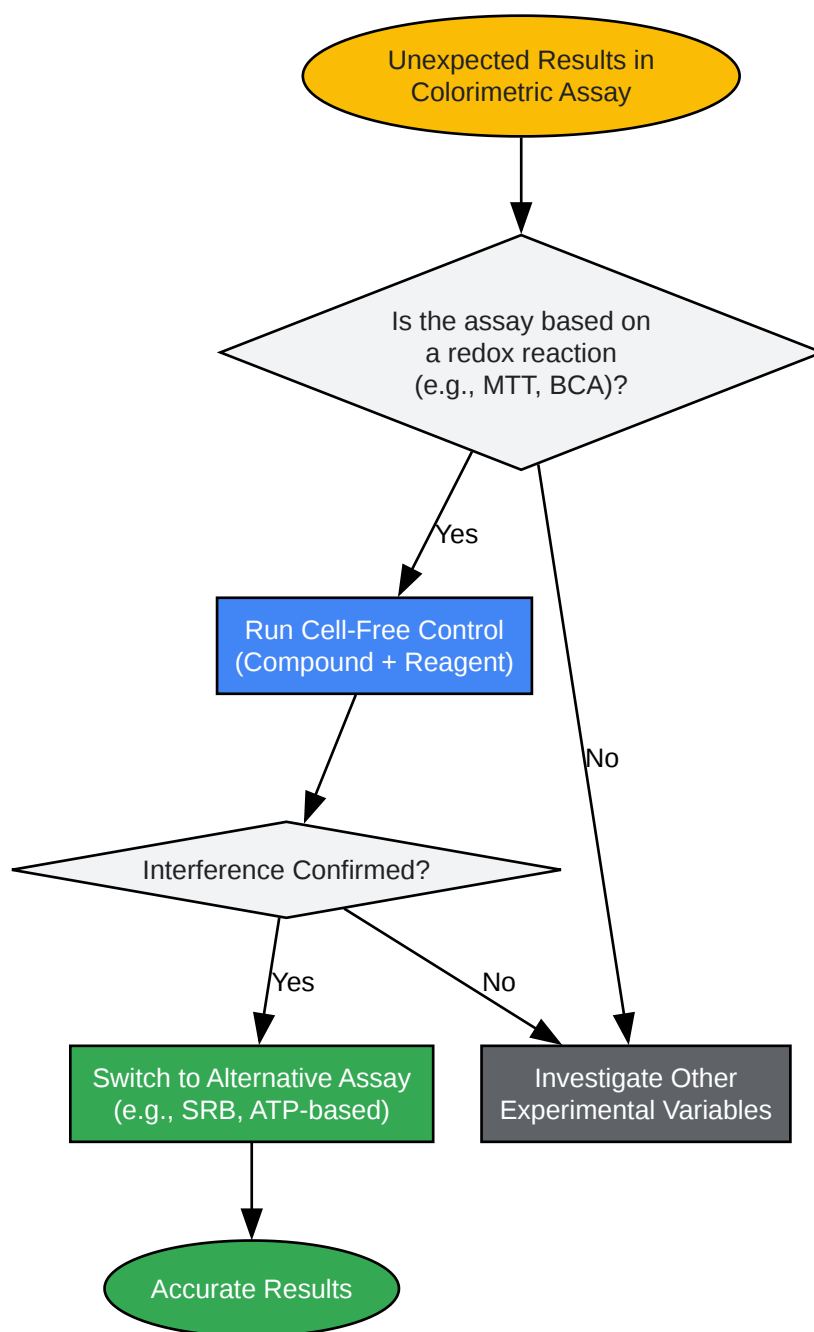 Unexpected Results in
Colorimetric Assay
Is the assay based on
a redox reaction
(e.g., MTT, BCA)?
Yes
Run Cell-Free Control
(Compound + Reagent)
No
Interference Confirmed?
Yes
No
Switch to Alternative Assay
(e.g., SRB, ATP-based)
Investigate Other
Experimental Variables
Accurate Results